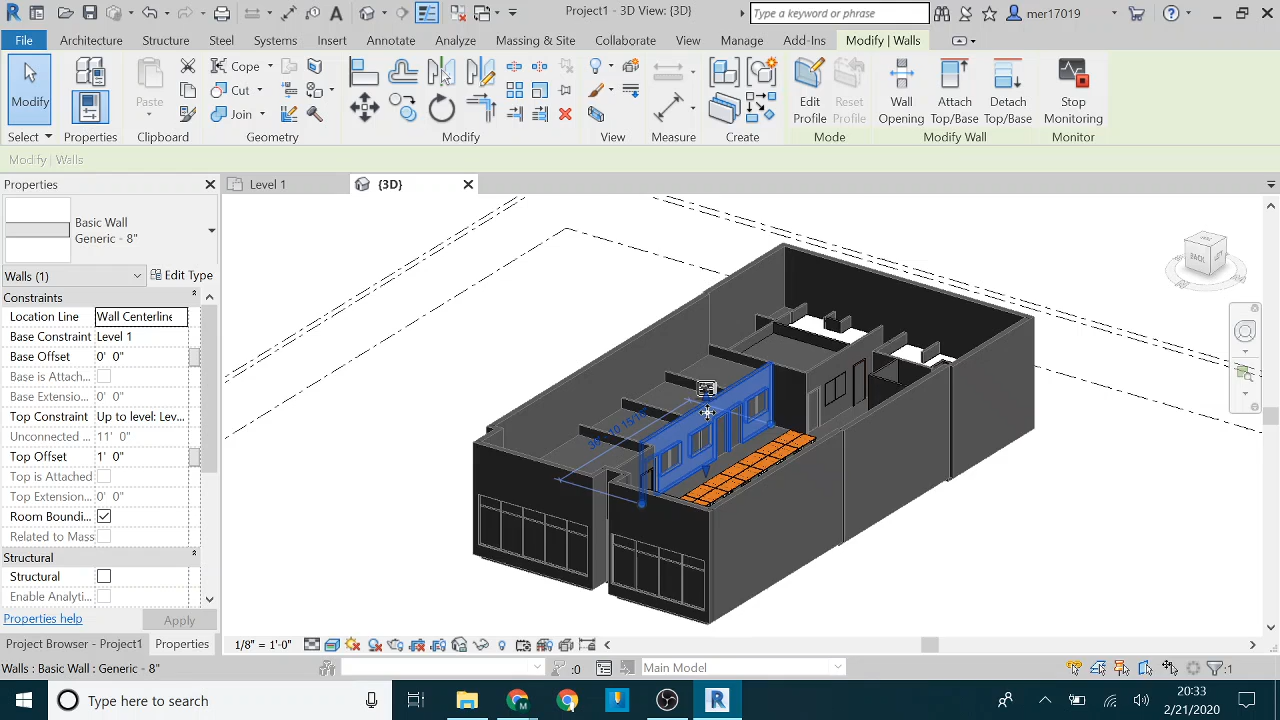 Project1 - 3D View: {3D}
Type a keyword or phrase
mer17019
File
Architecture
Structure
Steel
Systems
Insert
Annotate
Analyze
Massing & Site
Collaborate
View
Manage
Add-Ins
Modify | Walls
Modify
Paste
Cope
Cut
Join
Edit Profile
Reset Profile
Wall Opening
Attach Top/Base
Detach Top/Base
Stop Monitoring
Select
Properties
Clipboard
Geometry
Modify
View
Measure
Create
Mode
Modify Wall
Monitor
Modify | Walls
Properties
Level 1
{3D}
Basic Wall
Generic - 8"
Walls (1)
Edit Type
Constraints
Location Line Wall Centerline
Base Constraint Level 1
Base Offset 0' 0"
Base is Attach...
Base Extensio... 0' 0"
Top Constraint Up to level: Lev...
Unconnected ... 11' 0"
Top Offset 1' 0"
Top is Attached
Top Extension... 0' 0"
Room Boundi...
Related to Mass
Structural
Structural
Enable Analyti...
Properties help
Apply
BACK
Project Browser - Project1
Properties
1/8" = 1'-0"
Walls : Basic Wall : Generic - 8"
:0
Main Model
:1
Type here to search
20:33
2/21/2020